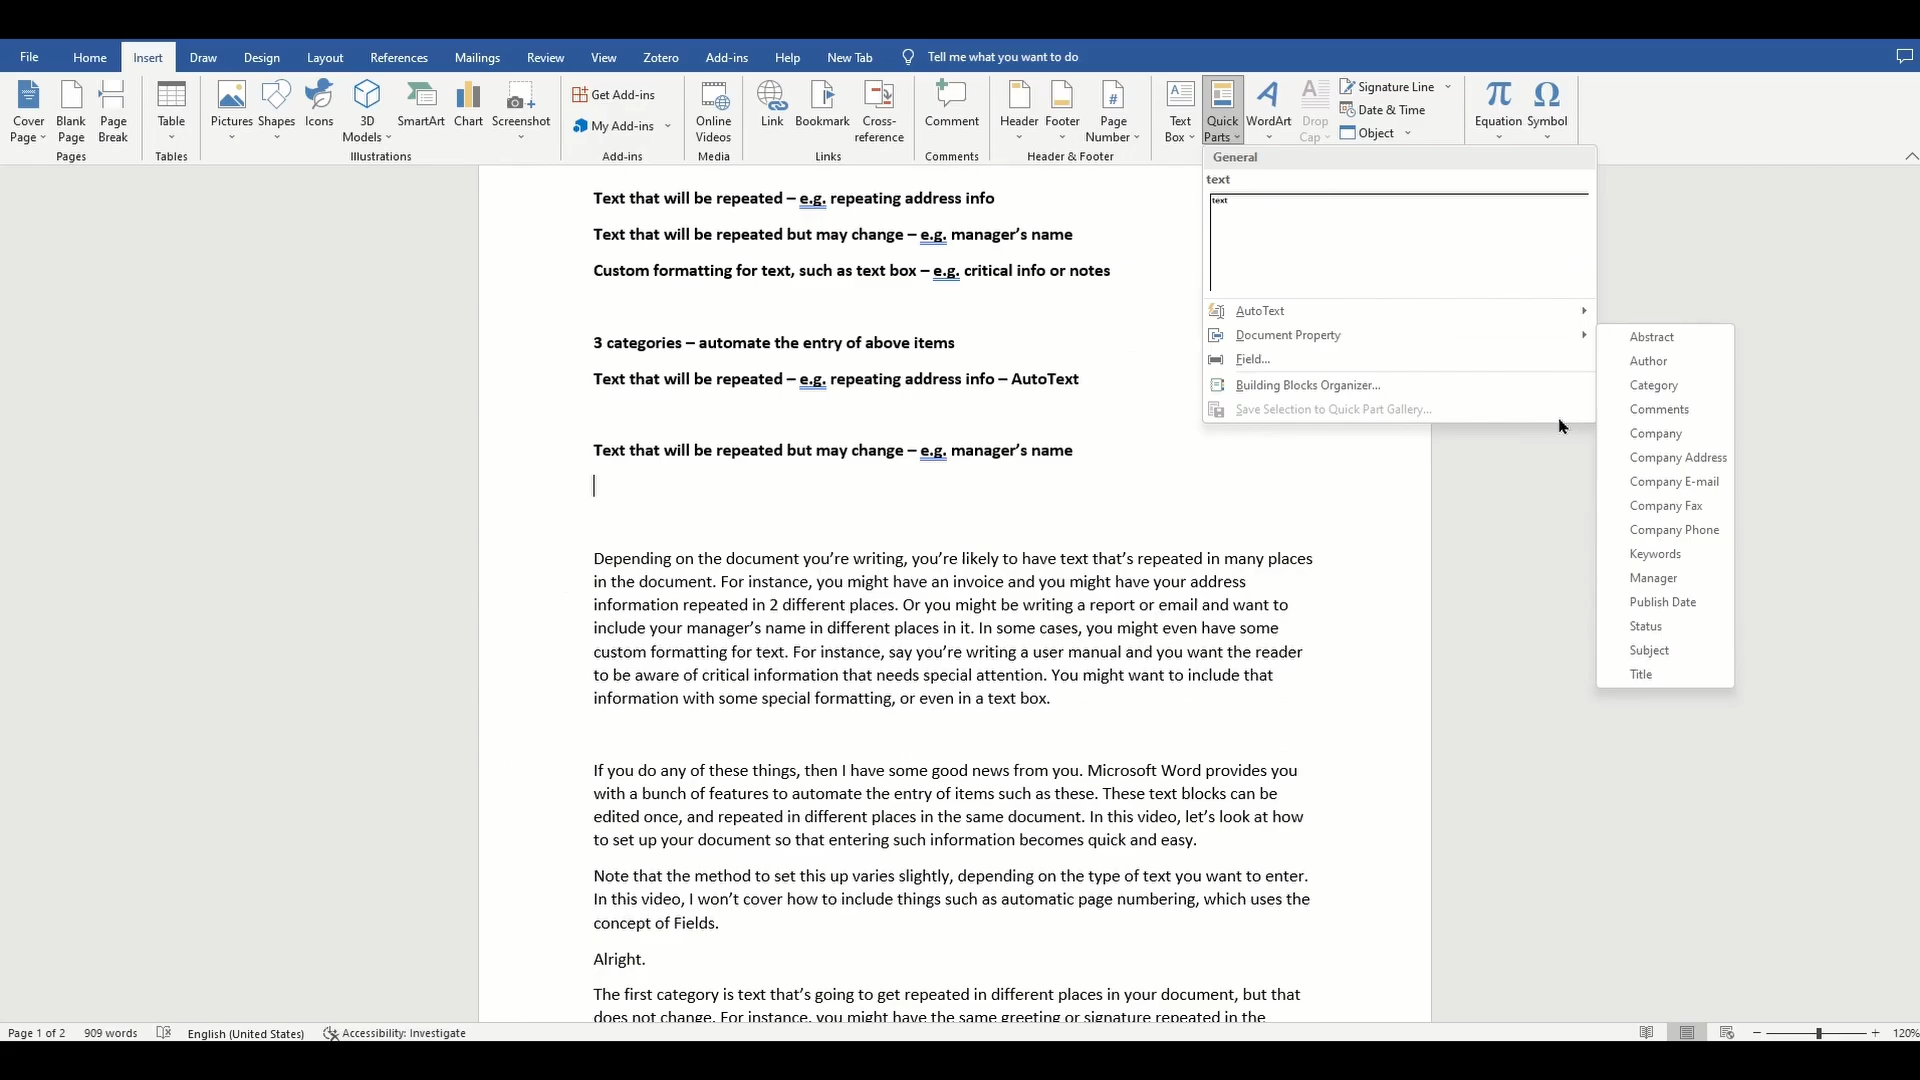 File Home Insert Draw Design Layout References Mailings Review View Zotero Add-ins Help New Tab Tell me what you want to do
Cover Page
Blank Page
Page Break
Pages
Table
Tables
Pictures
Shapes
Icons
3D Models
SmartArt
Chart
Screenshot
Illustrations
Get Add-ins
My Add-ins
Add-ins
Online Videos
Media
Link
Bookmark
Cross-reference
Links
Comment
Comments
Header
Footer
Page Number
Header & Footer
Text Box
Quick Parts
WordArt
Drop Cap
Signature Line
Date & Time
Object
Equation
Symbol
General
text
text
AutoText
Document Property
Field...
Building Blocks Organizer...
Save Selection to Quick Part Gallery...
Abstract
Author
Category
Comments
Company
Company Address
Company E-mail
Company Fax
Company Phone
Keywords
Manager
Publish Date
Status
Subject
Title
Text that will be repeated – e.g. repeating address info
Text that will be repeated but may change – e.g. manager's name
Custom formatting for text, such as text box – e.g. critical info or notes
3 categories – automate the entry of above items
Text that will be repeated – e.g. repeating address info – AutoText
Text that will be repeated but may change – e.g. manager's name
Depending on the document you're writing, you're likely to have text that's repeated in many places
in the document. For instance, you might have an invoice and you might have your address
information repeated in 2 different places. Or you might be writing a report or email and want to
include your manager's name in different places in it. In some cases, you might even have some
custom formatting for text. For instance, say you're writing a user manual and you want the reader
to be aware of critical information that needs special attention. You might want to include that
information with some special formatting, or even in a text box.
If you do any of these things, then I have some good news from you. Microsoft Word provides you
with a bunch of features to automate the entry of items such as these. These text blocks can be
edited once, and repeated in different places in the same document. In this video, let's look at how
to set up your document so that entering such information becomes quick and easy.
Note that the method to set this up varies slightly, depending on the type of text you want to enter.
In this video, I won't cover how to include things such as automatic page numbering, which uses the
concept of Fields.
Alright.
The first category is text that's going to get repeated in different places in your document, but that
does not change. For instance, you might have the same greeting or signature repeated in the
Page 1 of 2 909 words English (United States) Accessibility: Investigate 120%